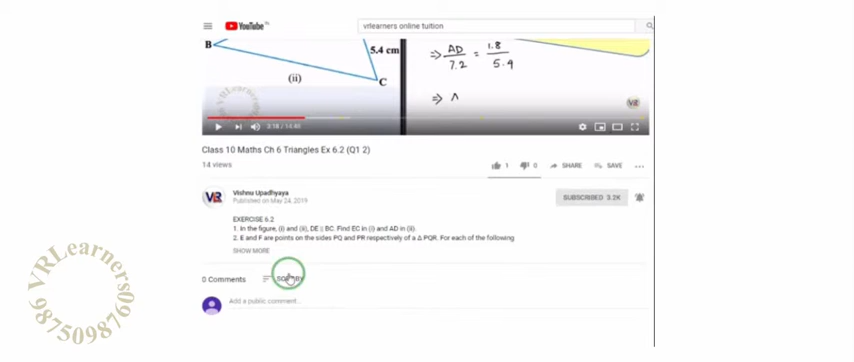 YouTube IN
vrlearners online tuition
B
5.4 cm
C
(ii)
⇒ AD/7.2 = 1.8/5.4
⇒ A
VR
3:18 / 14:40
Class 10 Maths Ch 6 Triangles Ex 6.2 (Q1 2)
14 views
1
0
SHARE
SAVE
VR
Vishnu Upadhyaya
Published on May 24, 2019
SUBSCRIBED 3.2K
EXERCISE 6.2
1. In the figure, (i) and (ii), DE || BC. Find EC in (i) and AD in (ii)
2. E and F are points on the sides PQ and PR respectively of a Δ PQR. For each of the following
SHOW MORE
0 Comments
SORT BY
Add a public comment...
VRLearners
9875098760